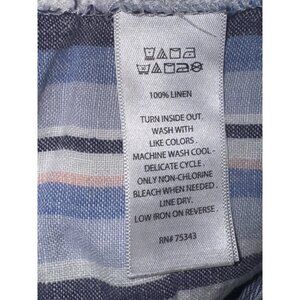 100% LINEN
TURN INSIDE OUT.
WASH WITH
LIKE COLORS
MACHINE WASH COOL -
DELICATE CYCLE.
ONLY NON-CHLORINE
BLEACH WHEN NEEDED.
LINE DRY.
LOW IRON ON REVERSE.
RN# 75343